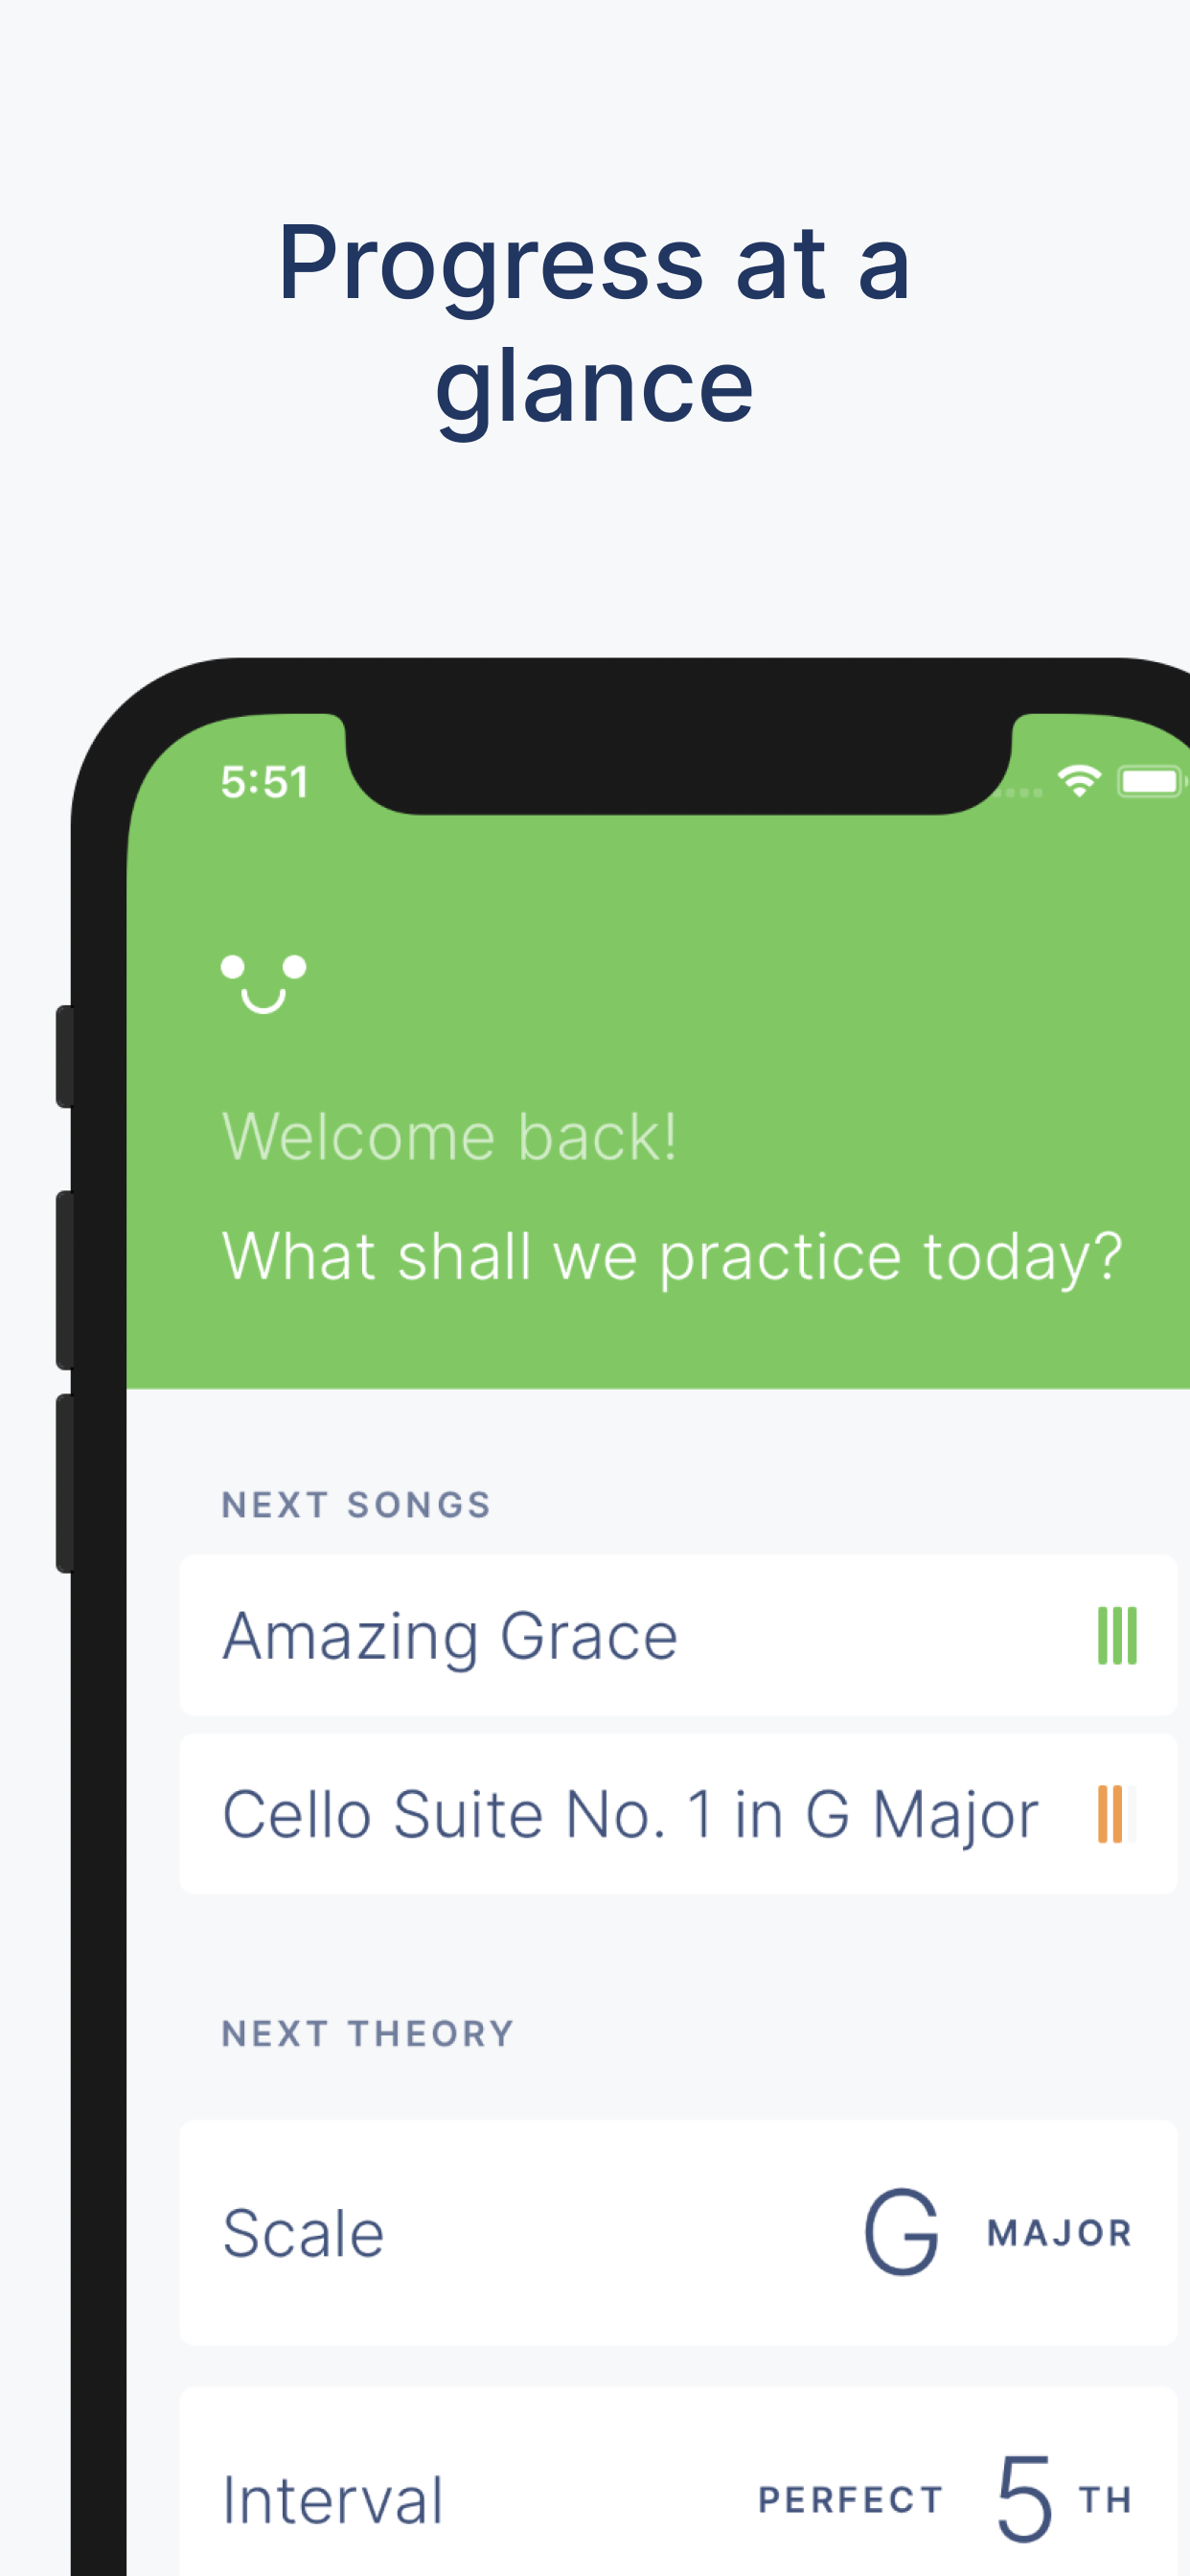 Progress at a
glance
5:51
Welcome back!
What shall we practice today?
NEXT SONGS
Amazing Grace
Cello Suite No. 1 in G Major
NEXT THEORY
Scale G MAJOR
Interval PERFECT 5 TH